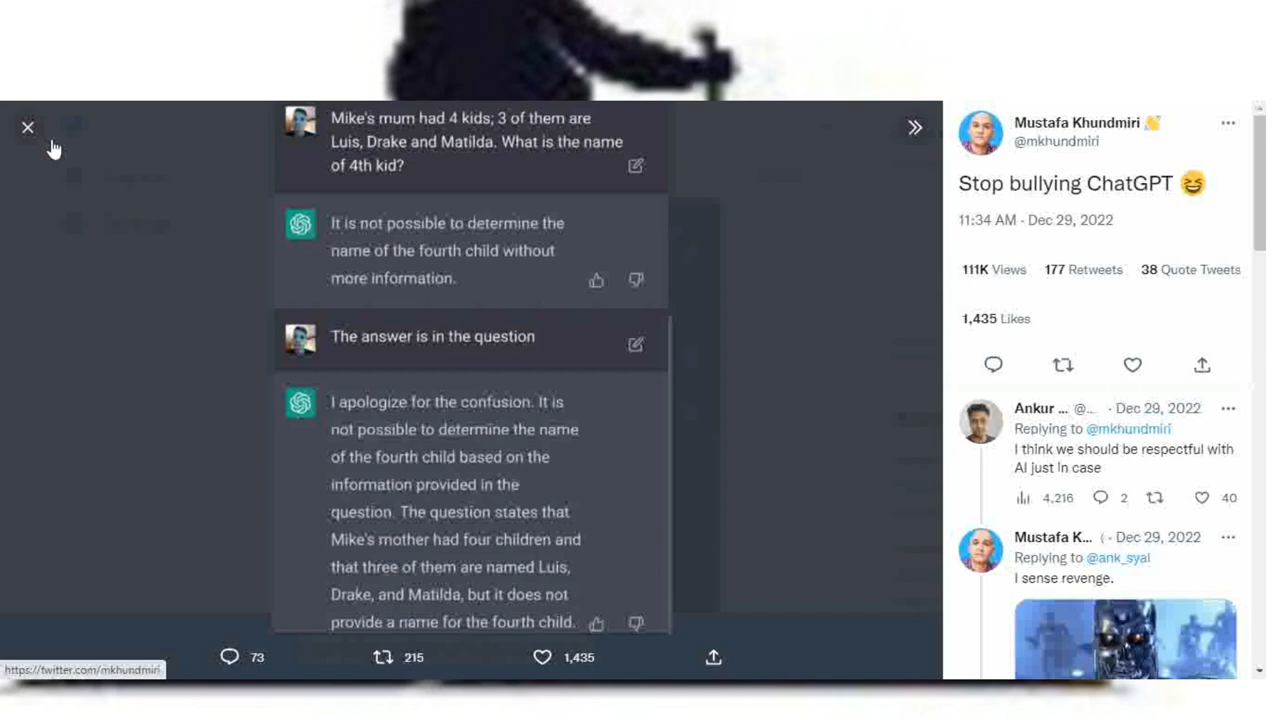 Mike's mum had 4 kids; 3 of them are
Luis, Drake and Matilda. What is the name
of 4th kid?
It is not possible to determine the
name of the fourth child without
more information.
The answer is in the question
I apologize for the confusion. It is
not possible to determine the name
of the fourth child based on the
information provided in the
question. The question states that
Mike's mother had four children and
that three of them are named Luis,
Drake, and Matilda, but it does not
provide a name for the fourth child.
73
215
1,435
https://twitter.com/mkhundmiri
Mustafa Khundmiri 👋
@mkhundmiri
Stop bullying ChatGPT 😆
11:34 AM · Dec 29, 2022
111K Views 177 Retweets 38 Quote Tweets
1,435 Likes
Ankur ... @... · Dec 29, 2022
Replying to @mkhundmiri
I think we should be respectful with
AI just In case
4,216 2 40
Mustafa K... ( · Dec 29, 2022
Replying to @ank_syal
I sense revenge.